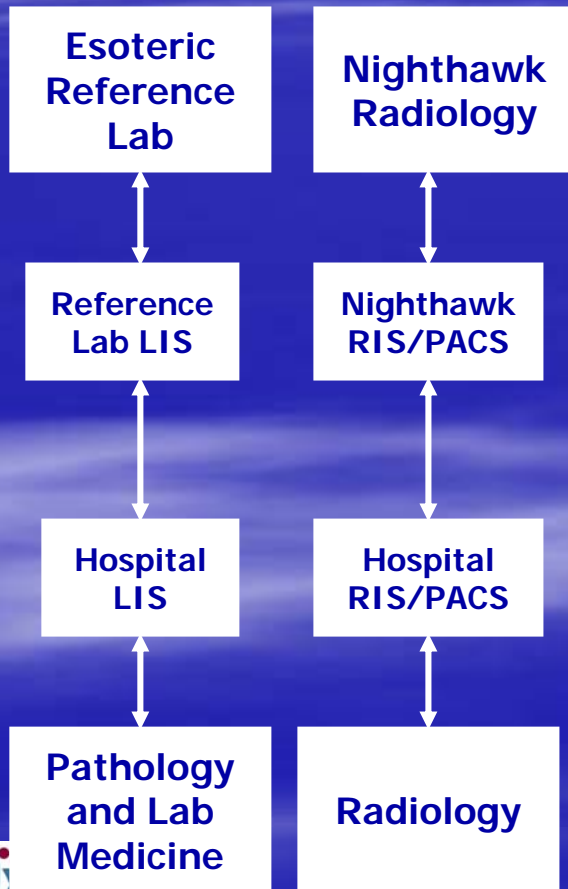 Esoteric
Reference
Lab
Nighthawk
Radiology
Reference
Lab LIS
Nighthawk
RIS/PACS
Hospital
LIS
Hospital
RIS/PACS
Pathology
and Lab
Medicine
Radiology